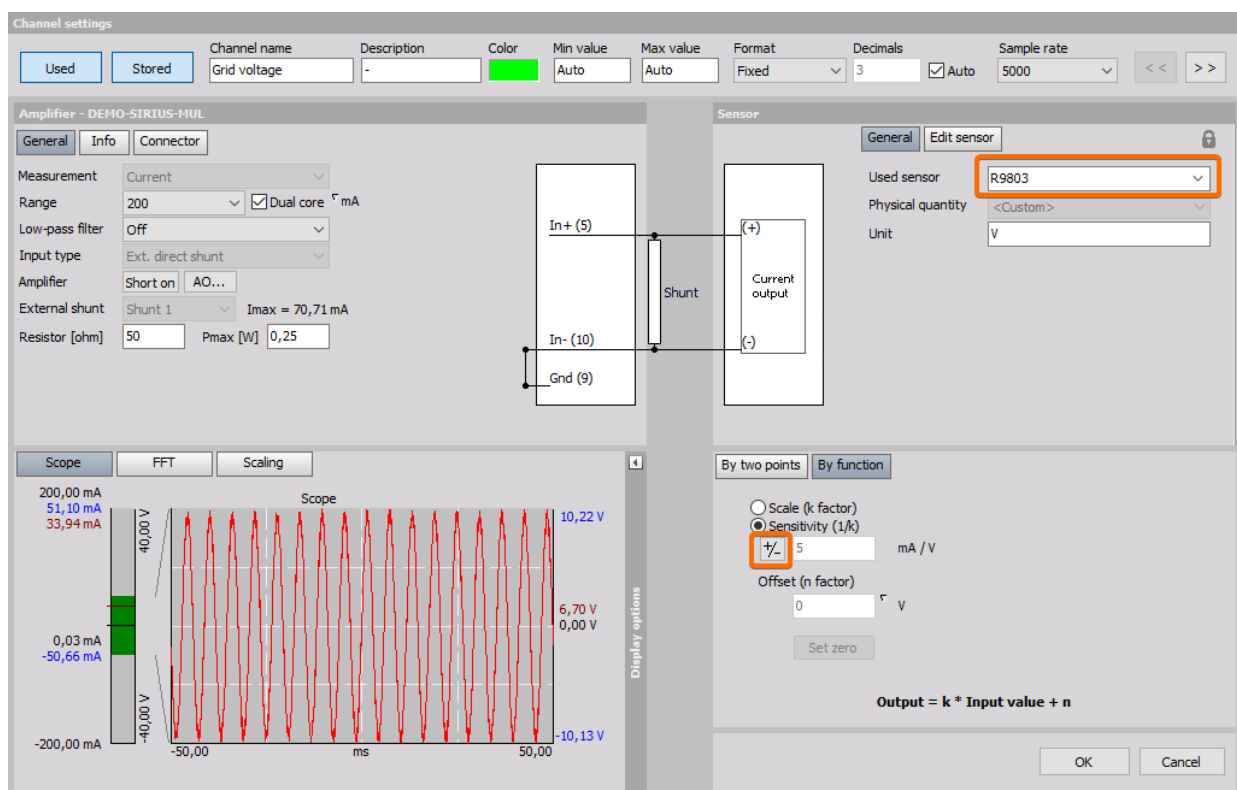 Channel settings
Channel name Description Color Min value Max value Format Decimals Sample rate
Used Stored Grid voltage - Auto Auto Fixed 3 Auto 5000 << >>
Amplifier - DEMO-SIRIUS-MUL
General Info Connector
Measurement Current
Range 200 Dual core mA
Low-pass filter Off
Input type Ext. direct shunt
Amplifier Short on AO...
External shunt Shunt 1 Imax = 70,71 mA
Resistor [ohm] 50 Pmax [W] 0,25
In+ (5)
In- (10)
Gnd (9)
Shunt
(+)
Current
output
(-)
Sensor
General Edit sensor
Used sensor R9803
Physical quantity <Custom>
Unit V
Scope FFT Scaling
Scope
200,00 mA
51,10 mA
33,94 mA
0,03 mA
-50,66 mA
-200,00 mA
40,00 V
-40,00 V
10,22 V
6,70 V
0,00 V
-10,13 V
-50,00 ms 50,00
Display options
By two points By function
Scale (k factor)
Sensitivity (1/k)
+/- 5 mA / V
Offset (n factor)
0 V
Set zero
Output = k * Input value + n
OK Cancel